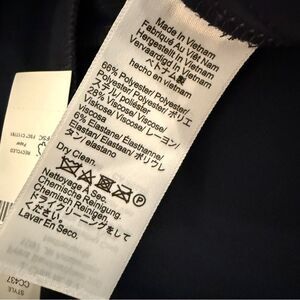 Made in Vietnam
Fabriqué Au Viêt Nam
Hergestellt in Vietnam
Vervaardigd in Vietnam
ベトナム製
hecho en vietnam
66% Polyester/Polyester/
Polyester/Polyester/ポリエ
ステル/ poliéster
28% Viscose/Viscose/
Viskose/Viscose/レーヨン/
Viscosa
6% Elastane/Élasthanne/
Elastan/Elastaan/ポリウレ
タン/ elastano
Dry Clean.
Nettoyage A Sec.
Chemische Reinigen.
ドライクリーニングをして
ください。
Lavar En Seco.
Paper
FSC
STYLE
CC437